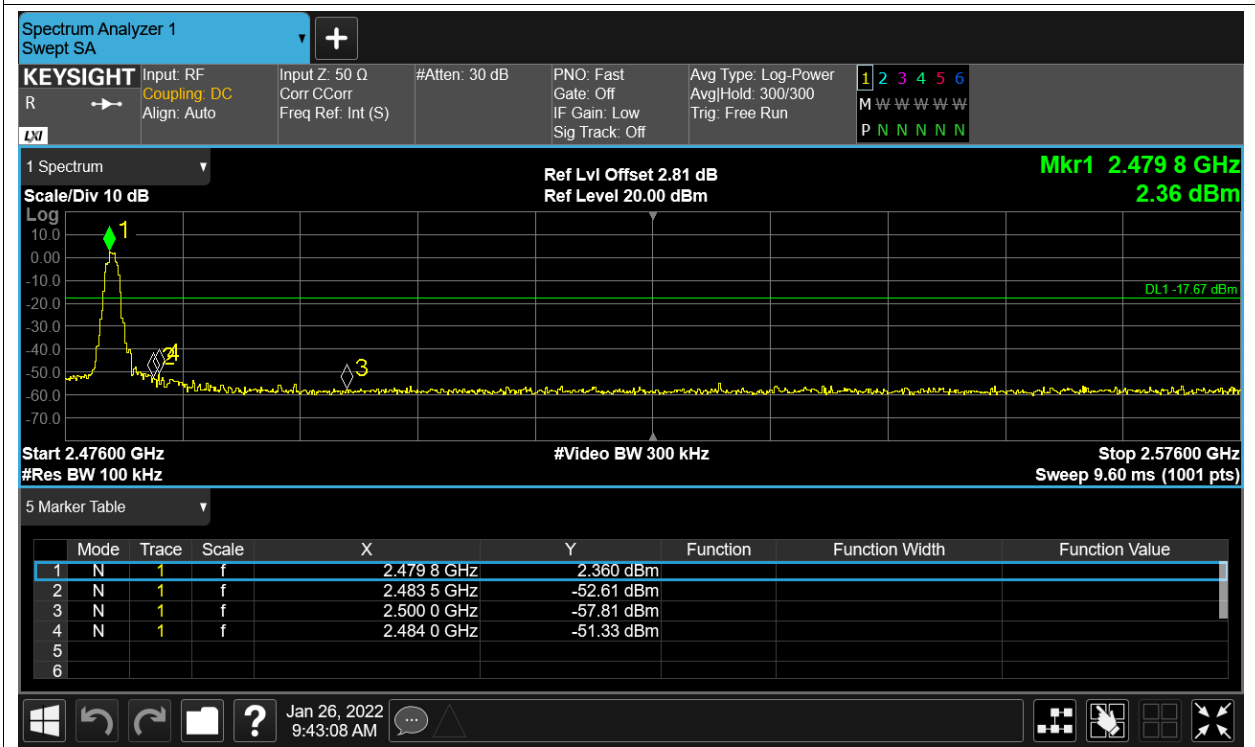 Spectrum Analyzer 1
Swept SA
KEYSIGHT
R
LXI
Input: RF
Coupling: DC
Align: Auto
Input Z: 50 Ω
Corr CCorr
Freq Ref: Int (S)
#Atten: 30 dB
PNO: Fast
Gate: Off
IF Gain: Low
Sig Track: Off
Avg Type: Log-Power
Avg|Hold: 300/300
Trig: Free Run
1 2 3 4 5 6
M W W W W W
P N N N N N
1 Spectrum
Scale/Div 10 dB
Ref Lvl Offset 2.81 dB
Ref Level 20.00 dBm
Mkr1 2.479 8 GHz
2.36 dBm
Log
10.0
0.00
-10.0
-20.0
-30.0
-40.0
-50.0
-60.0
-70.0
1
2
4
3
DL1 -17.67 dBm
Start 2.47600 GHz
#Res BW 100 kHz
#Video BW 300 kHz
Stop 2.57600 GHz
Sweep 9.60 ms (1001 pts)
5 Marker Table
Mode Trace Scale X Y Function Function Width Function Value
1 N 1 f 2.479 8 GHz 2.360 dBm
2 N 1 f 2.483 5 GHz -52.61 dBm
3 N 1 f 2.500 0 GHz -57.81 dBm
4 N 1 f 2.484 0 GHz -51.33 dBm
5
6
?
Jan 26, 2022
9:43:08 AM